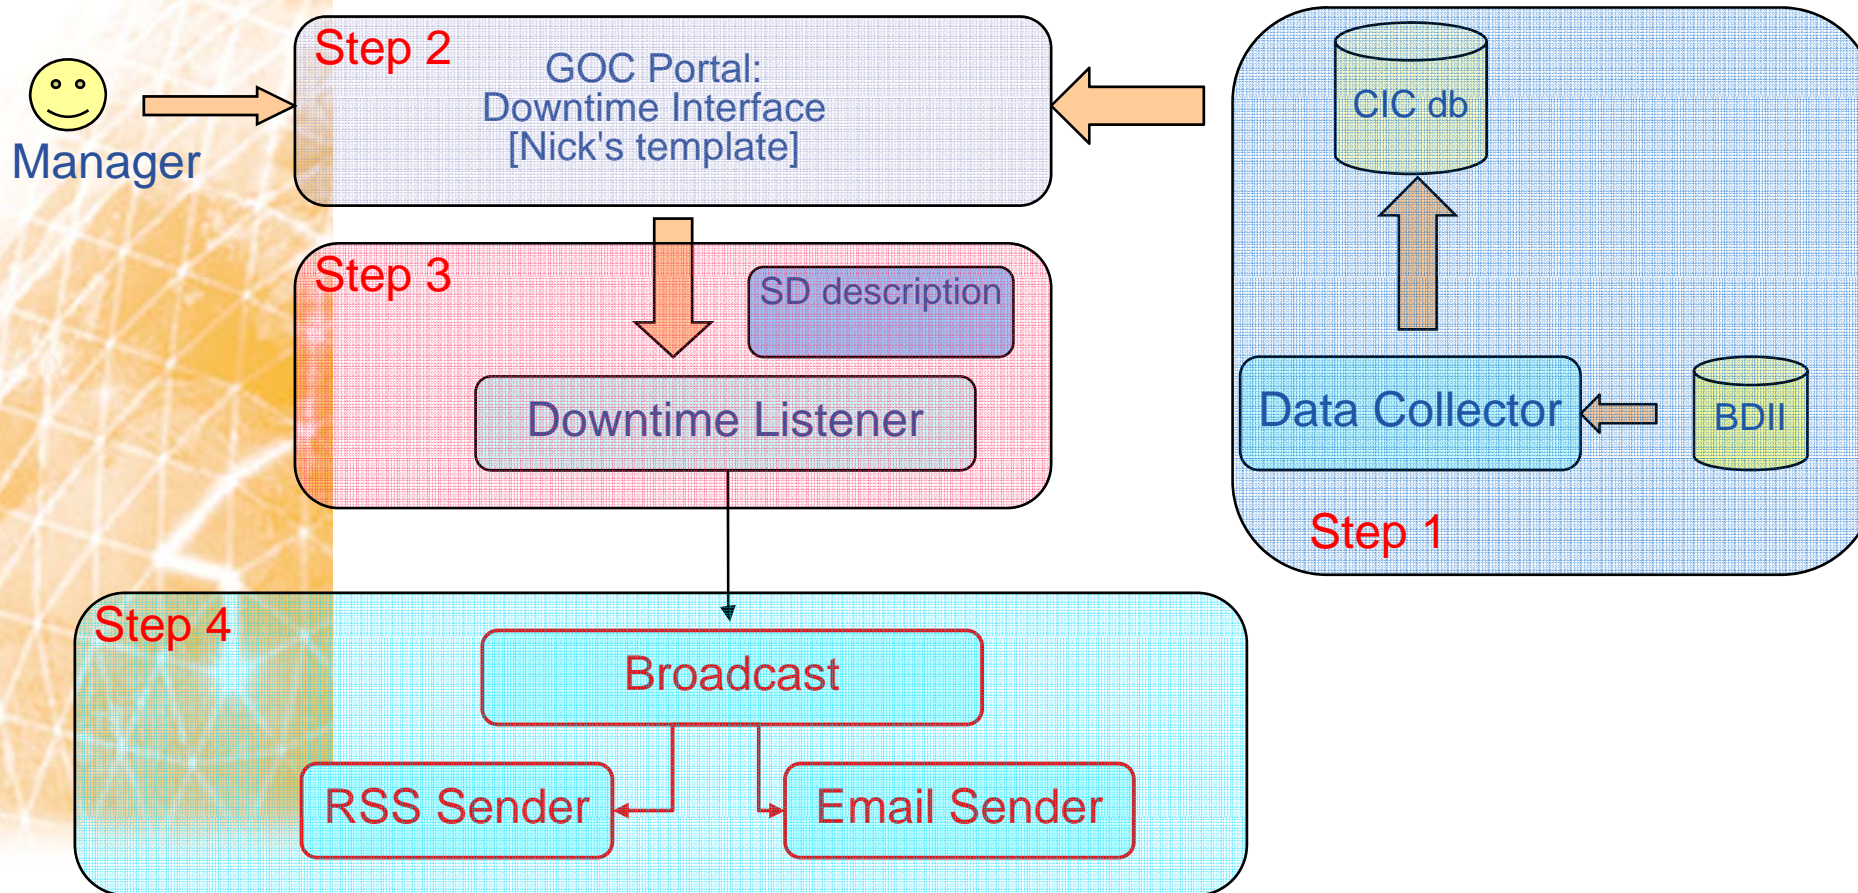 Step 2
GOC Portal:
Downtime Interface
[Nick's template]
Manager
CIC db
Step 3
SD description
Downtime Listener
Data Collector
BDII
Step 1
Step 4
Broadcast
RSS Sender
Email Sender